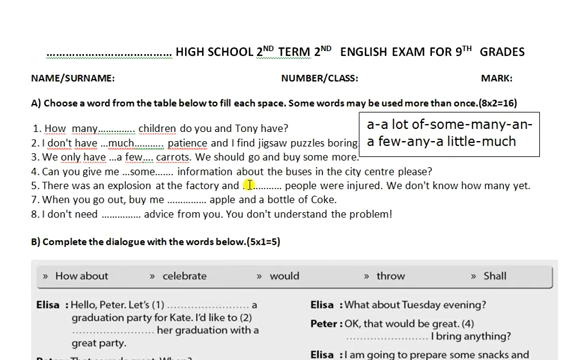 ……………………………… HIGH SCHOOL 2ND TERM 2ND ENGLISH EXAM FOR 9TH GRADES
NAME/SURNAME: NUMBER/CLASS: MARK:
A) Choose a word from the table below to fill each space. Some words may be used more than once.(8x2=16)
a-a lot of-some-many-an-
a few-any-a little-much
1. How many………….. children do you and Tony have?
2. I don't have …much……….. patience and I find jigsaw puzzles boring.
3. We only have …a few…. carrots. We should go and buy some more.
4. Can you give me …some……. information about the buses in the city centre please?
5. There was an explosion at the factory and ………….. people were injured. We don't know how many yet.
7. When you go out, buy me …………… apple and a bottle of Coke.
8. I don't need …………… advice from you. You don't understand the problem!
B) Complete the dialogue with the words below.(5x1=5)
» How about » celebrate » would » throw » Shall
Elisa : Hello, Peter. Let's (1) ........................ a
graduation party for Kate. I'd like to (2)
........................ her graduation with a
great party.
Elisa : What about Tuesday evening?
Peter : OK, that would be great. (4)
........................ I bring anything?
Elisa : I am going to prepare some snacks and